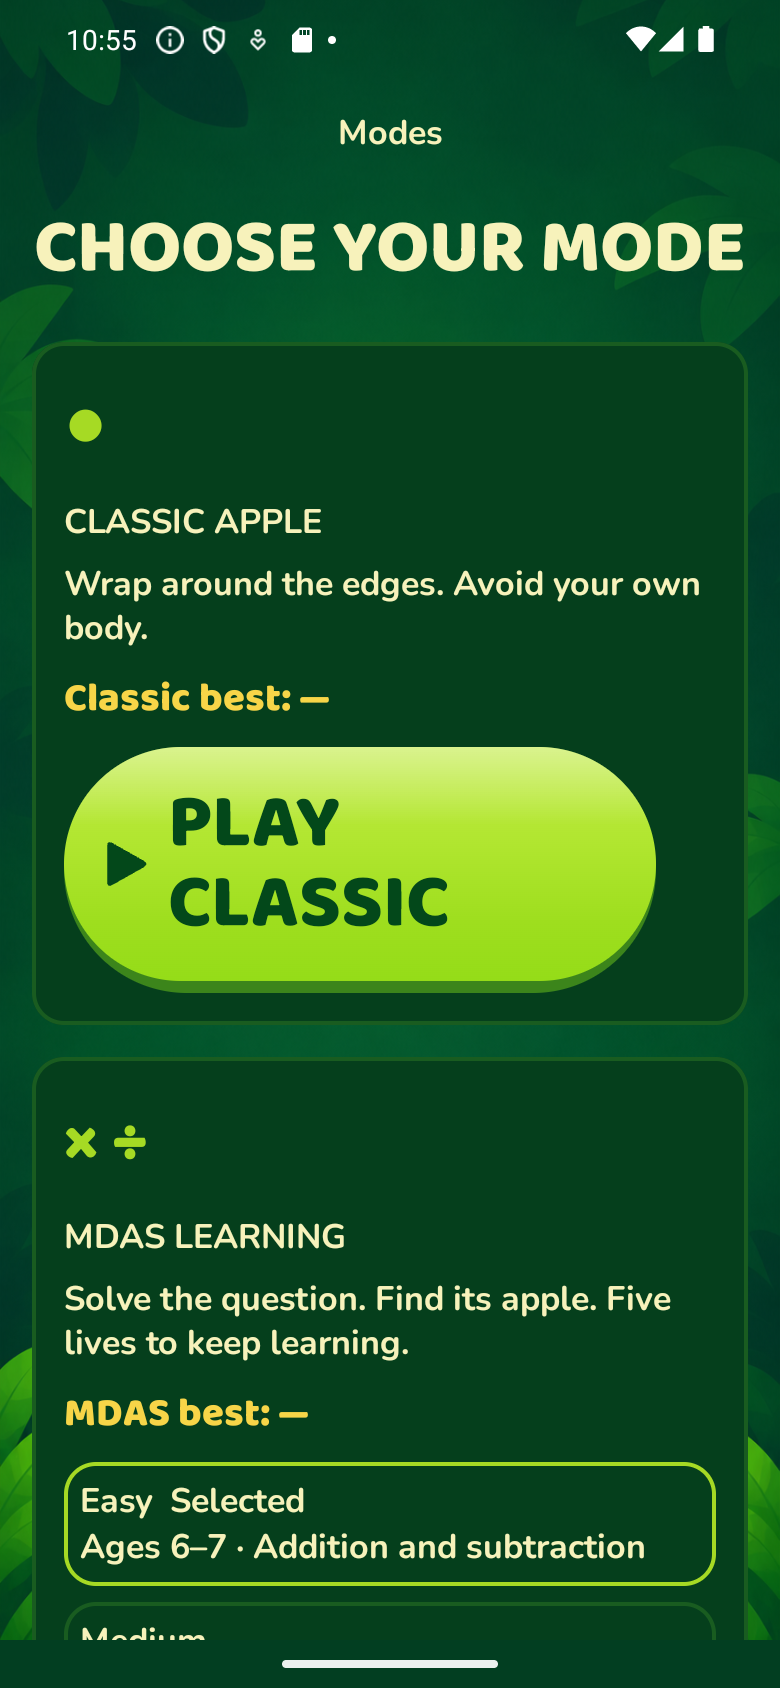 10:55
Modes
CHOOSE YOUR MODE
CLASSIC APPLE
Wrap around the edges. Avoid your own
body.
Classic best: —
PLAY
CLASSIC
× ÷
MDAS LEARNING
Solve the question. Find its apple. Five
lives to keep learning.
MDAS best: —
Easy Selected
Ages 6–7 · Addition and subtraction
Medium